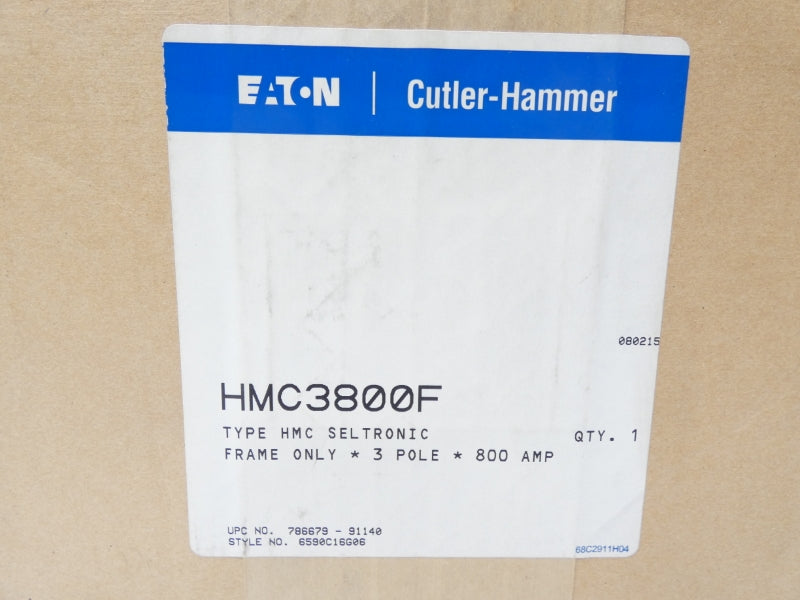 EATON | Cutler-Hammer
080215
HMC3800F
TYPE HMC SELTRONIC QTY. 1
FRAME ONLY * 3 POLE * 800 AMP
UPC NO. 786679 - 91140
STYLE NO. 6590C16G06
68C2911H04